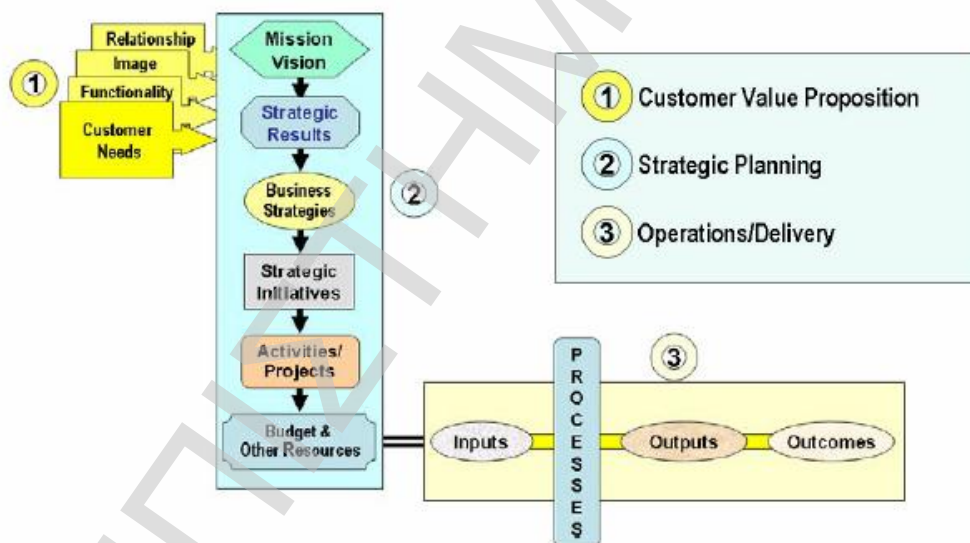 Relationship
Image
Functionality
Customer
Needs
1
Mission
Vision
Strategic
Results
Business
Strategies
Strategic
Initiatives
Activities/
Projects
Budget &
Other Resources
2
1 Customer Value Proposition
2 Strategic Planning
3 Operations/Delivery
3
PROCESSES
Inputs
Outputs
Outcomes